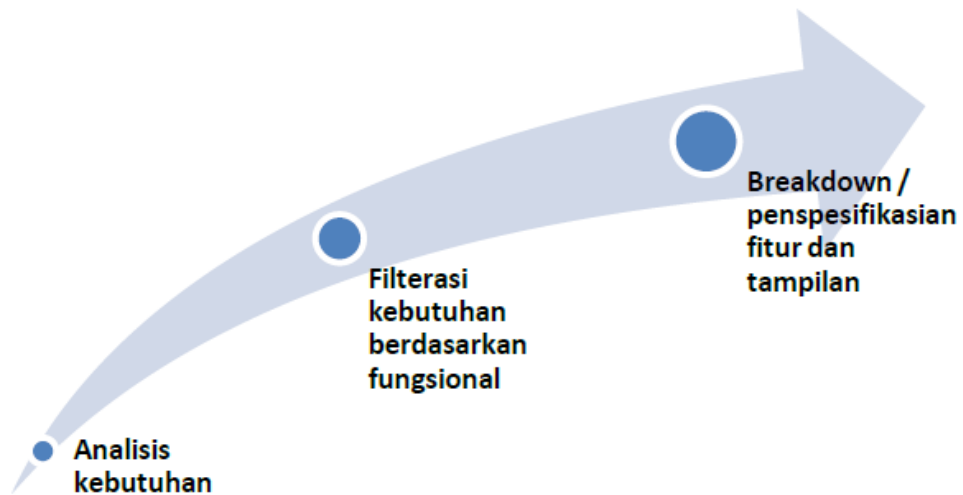 Analisis
kebutuhan
Filterasi
kebutuhan
berdasarkan
fungsional
Breakdown /
penspesifikasian
fitur dan
tampilan